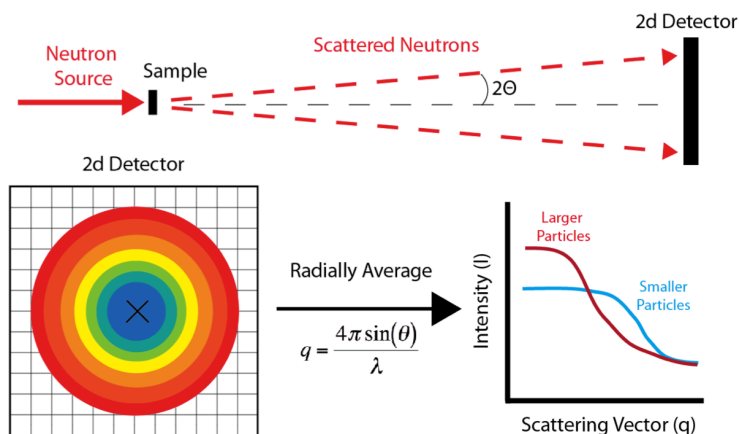 Neutron
Source
Sample
Scattered Neutrons
2d Detector
2Θ
2d Detector
Radially Average
q = 4π sin(θ) / λ
Intensity (I)
Larger
Particles
Smaller
Particles
Scattering Vector (q)